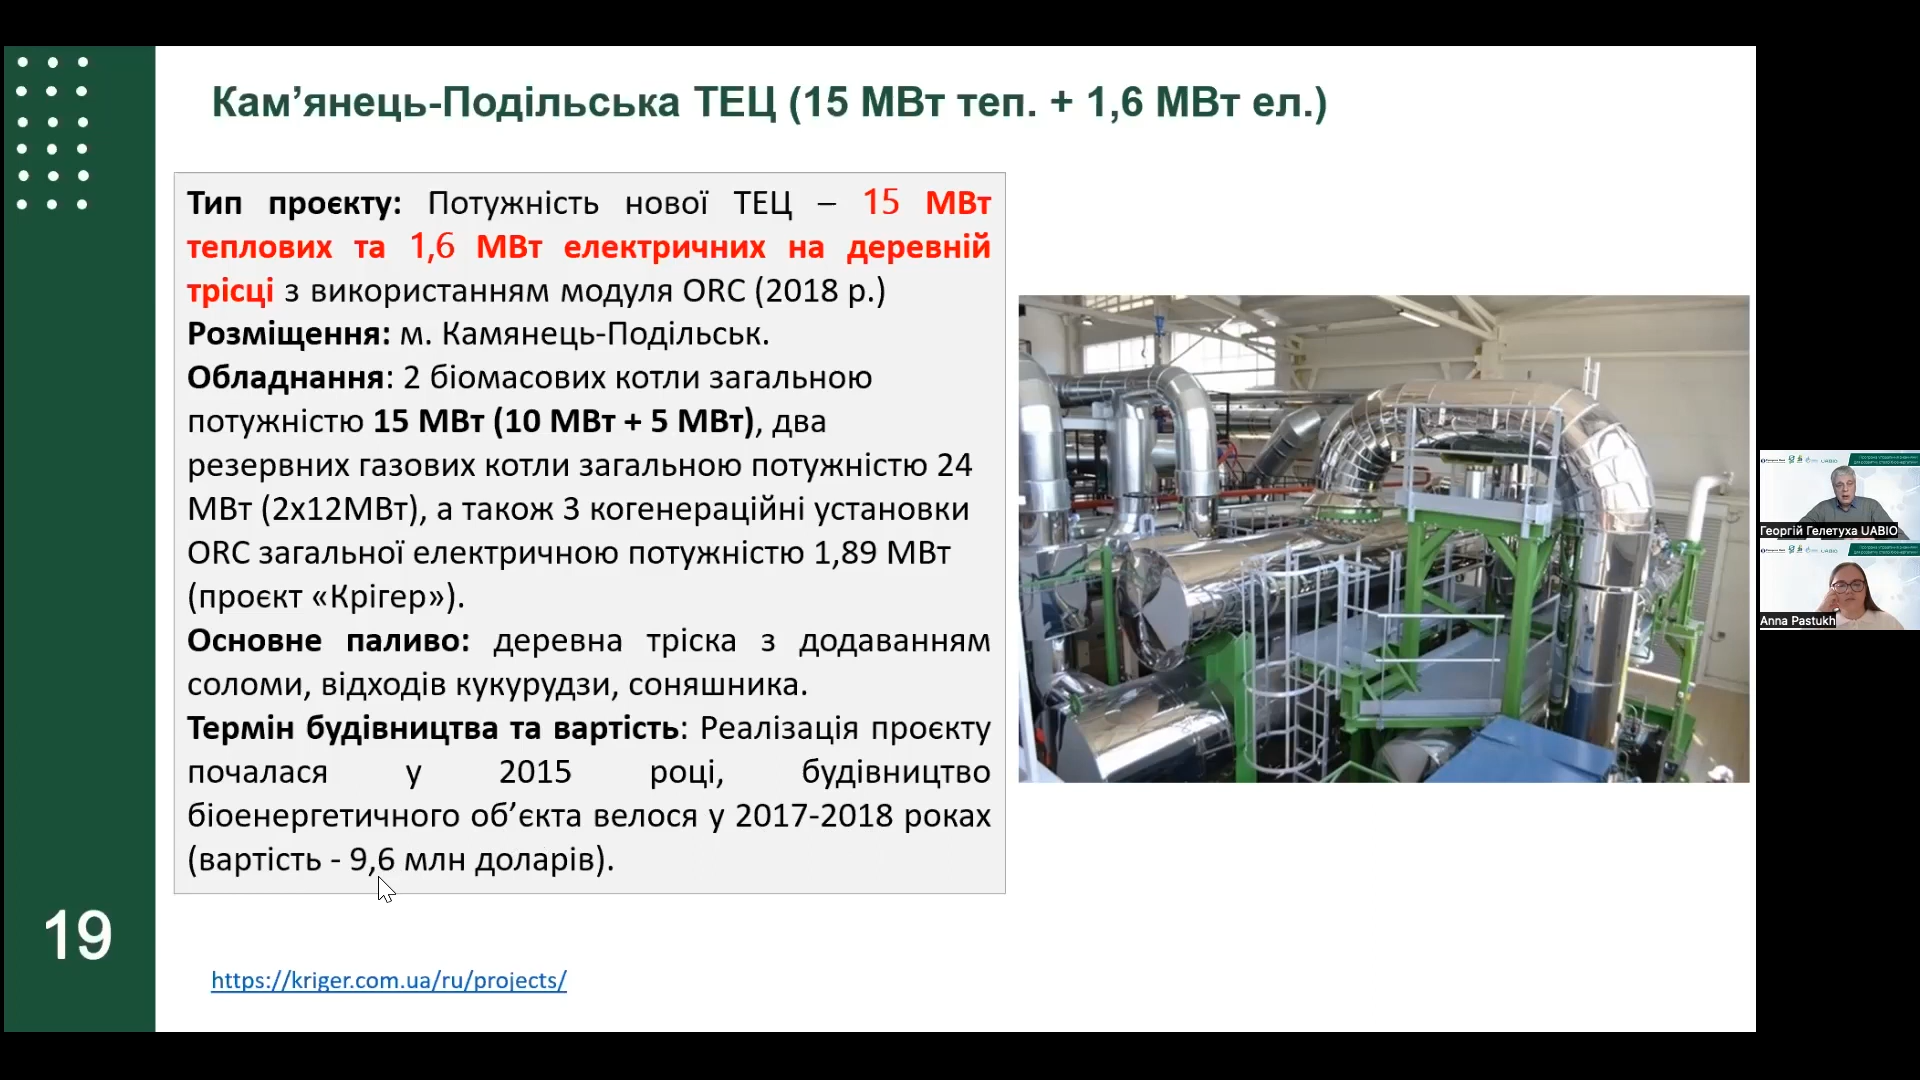 Кам’янець-Подільська ТЕЦ (15 МВт теп. + 1,6 МВт ел.)
Тип проєкту: Потужність нової ТЕЦ – 15 МВт
теплових та 1,6 МВт електричних на деревній
трісці з використанням модуля ORC (2018 р.)
Розміщення: м. Камянець-Подільськ.
Обладнання: 2 біомасових котли загальною
потужністю 15 МВт (10 МВт + 5 МВт), два
резервних газових котли загальною потужністю 24
МВт (2х12МВт), а також 3 когенераційні установки
ORC загальної електричною потужністю 1,89 МВт
(проєкт «Крігер»).
Основне паливо: деревна тріска з додаванням
соломи, відходів кукурудзи, соняшника.
Термін будівництва та вартість: Реалізація проєкту
почалася у 2015 році, будівництво
біоенергетичного об’єкта велося у 2017-2018 роках
(вартість - 9,6 млн доларів).
19
https://kriger.com.ua/ru/projects/
Георгій Гелетуха UABIO
Anna Pastukh